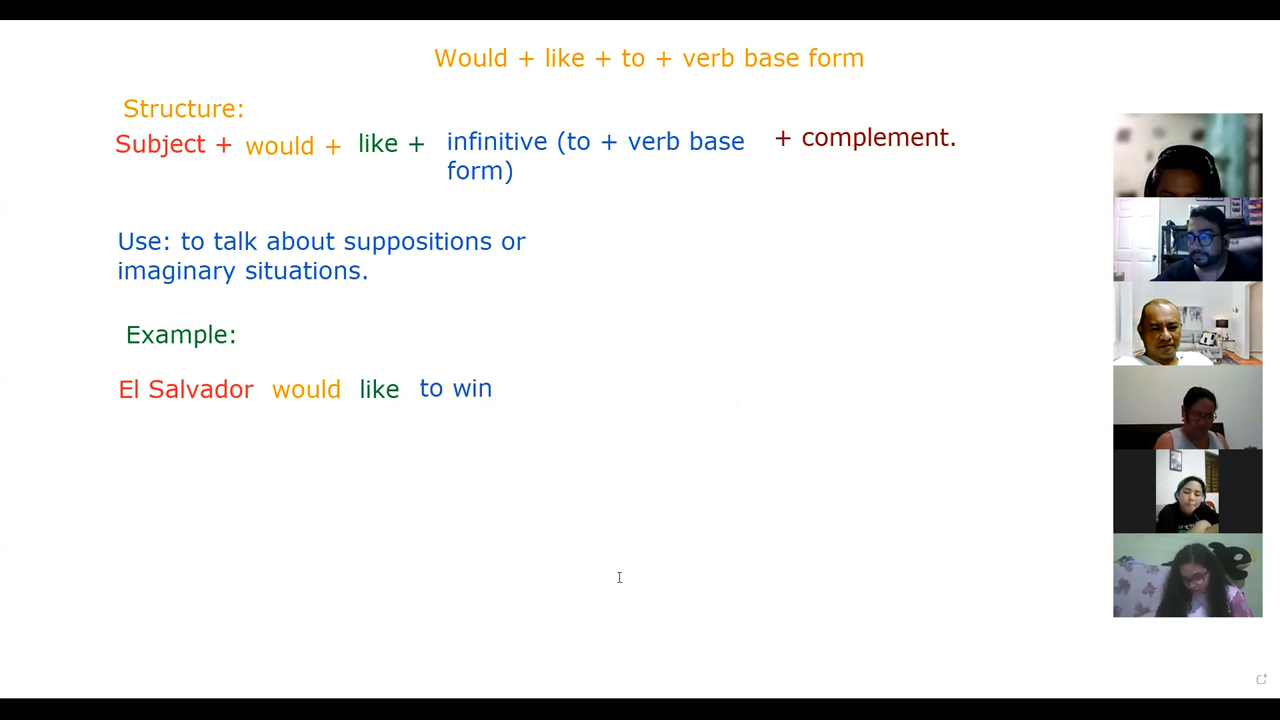 Would + like + to + verb base form
Structure:
Subject + would + like + infinitive (to + verb base form) + complement.
Use: to talk about suppositions or
imaginary situations.
Example:
El Salvador would like to win